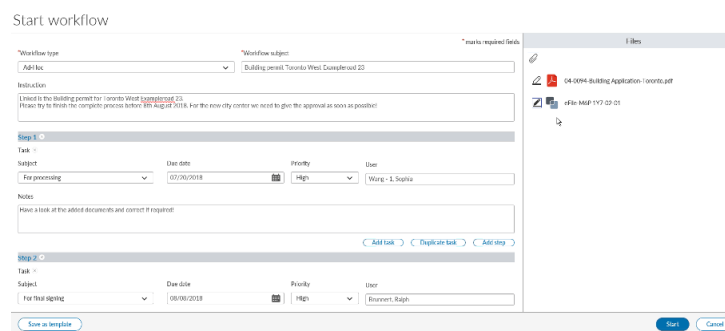 Start workflow
* marks required fields
Files
*Workflow type
*Workflow subject
Ad-Hoc
Building permit Toronto West Exampleroad 23
04-0094-Building Application-Toronto.pdf
Instruction
eFile-M6P 1Y7-02-01
Linked is the Building permit for Toronto West Exampleroad 23.
Please try to finish the complete process before 8th August 2018. For the new city center we need to give the approval as soon as possible!
Step 1
Task
Subject
Due date
Priority
User
For processing
07/20/2018
High
Wang - 1, Sophia
Notes
Have a look at the added documents and correct if required!
Add task
Duplicate task
Add step
Step 2
Task
Subject
Due date
Priority
User
For final signing
08/08/2018
High
Brunnert, Ralph
Save as template
Start
Cancel